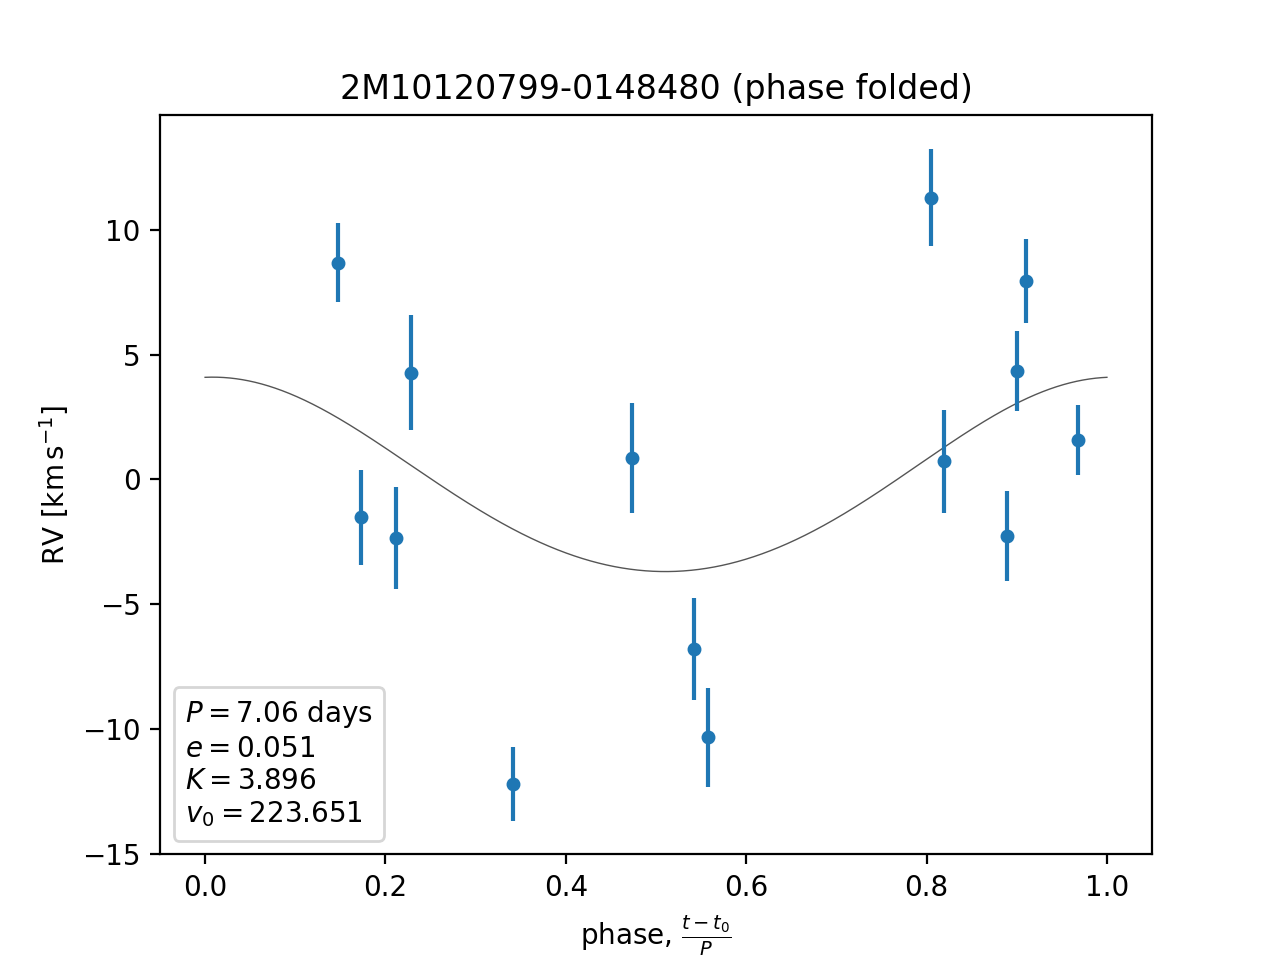 2M10120799-0148480 (phase folded)
RV [km s⁻¹]
10
5
0
−5
−10
−15
P = 7.06 days
e = 0.051
K = 3.896
v₀ = 223.651
0.0 0.2 0.4 0.6 0.8 1.0
phase, (t − t₀)/P